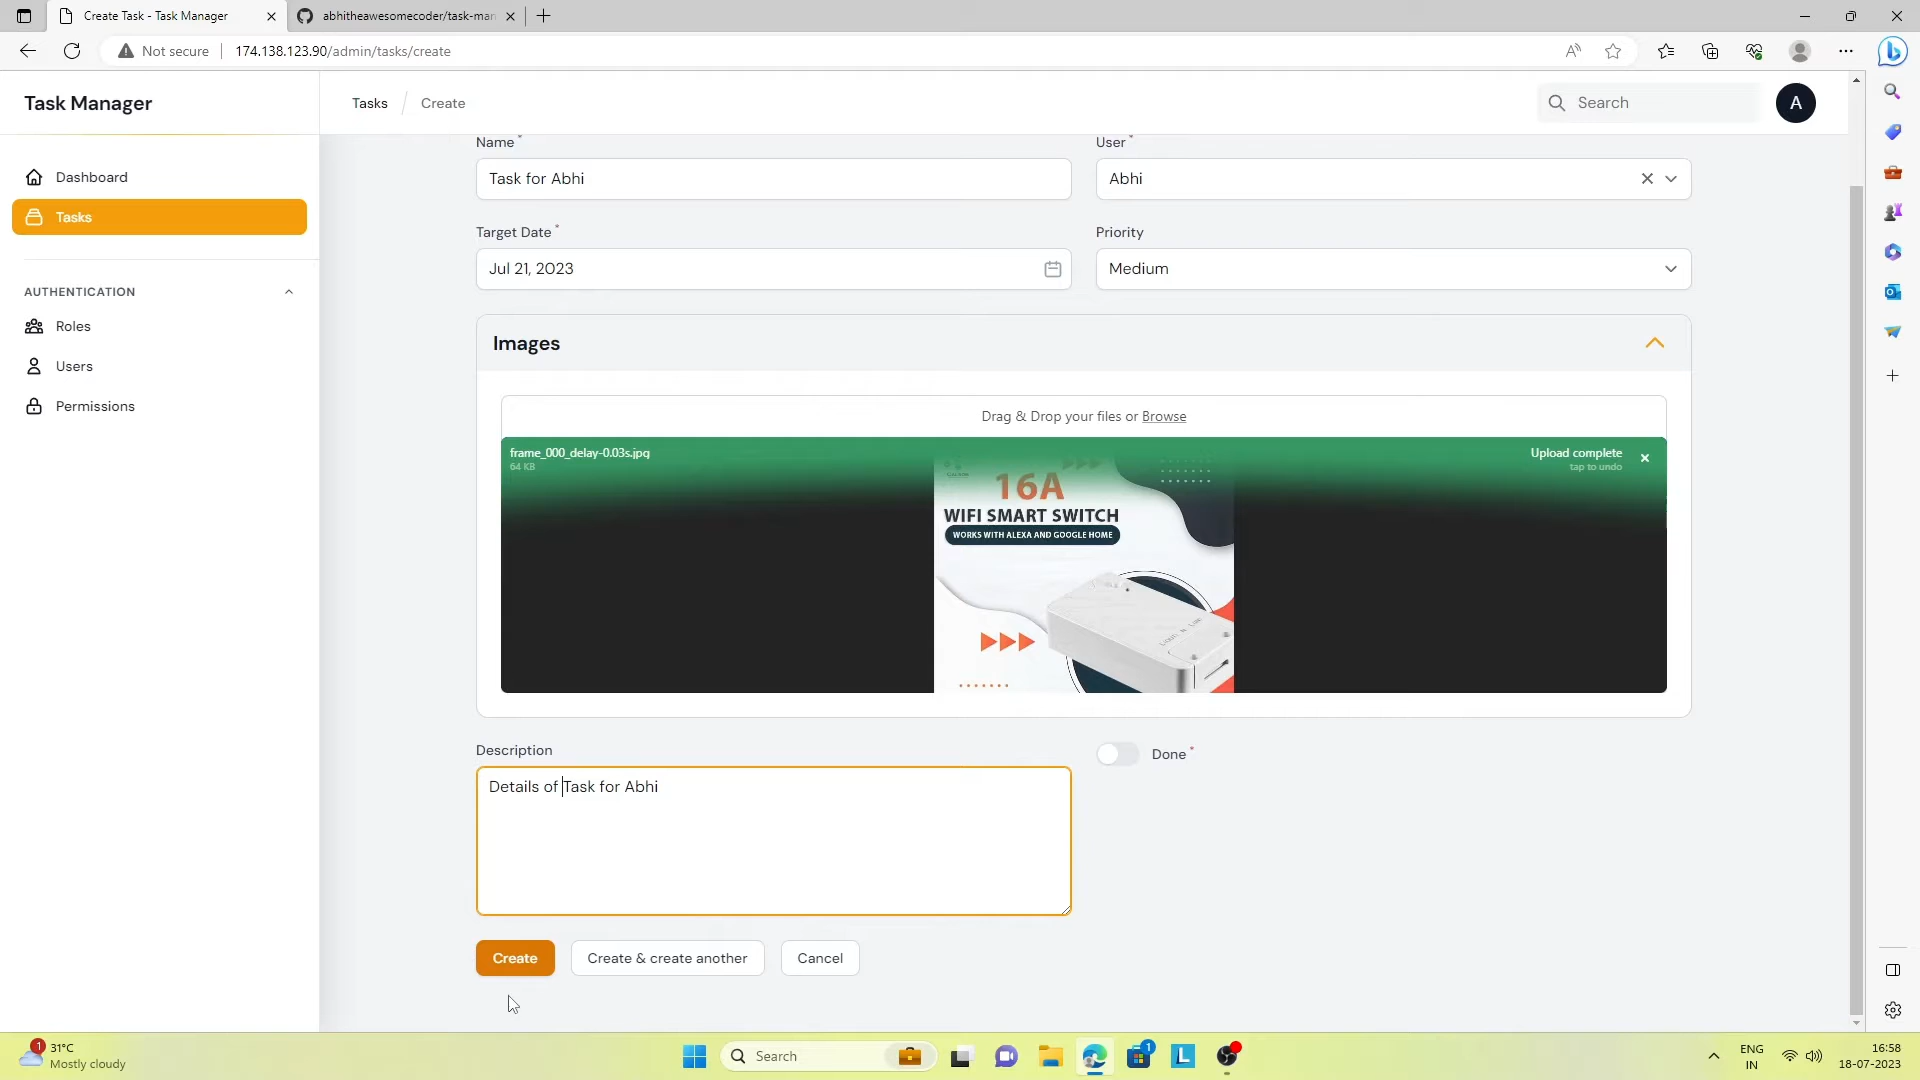 Create Task - Task Manager
abhitheawesomecoder/task-man
Not secure
174.138.123.90/admin/tasks/create
Task Manager
Tasks
Create
Search
A
Dashboard
Tasks
AUTHENTICATION
Roles
Users
Permissions
Name *
User *
Task for Abhi
Abhi
Target Date *
Priority
Jul 21, 2023
Medium
Images
Drag & Drop your files or Browse
frame_000_delay-0.03s.jpg
64 KB
Upload complete
tap to undo
16A
WIFI SMART SWITCH
WORKS WITH ALEXA AND GOOGLE HOME
Description
Done *
Details of Task for Abhi
Create
Create & create another
Cancel
1
31°C
Mostly cloudy
Search
1
L
ENG
IN
16:58
18-07-2023